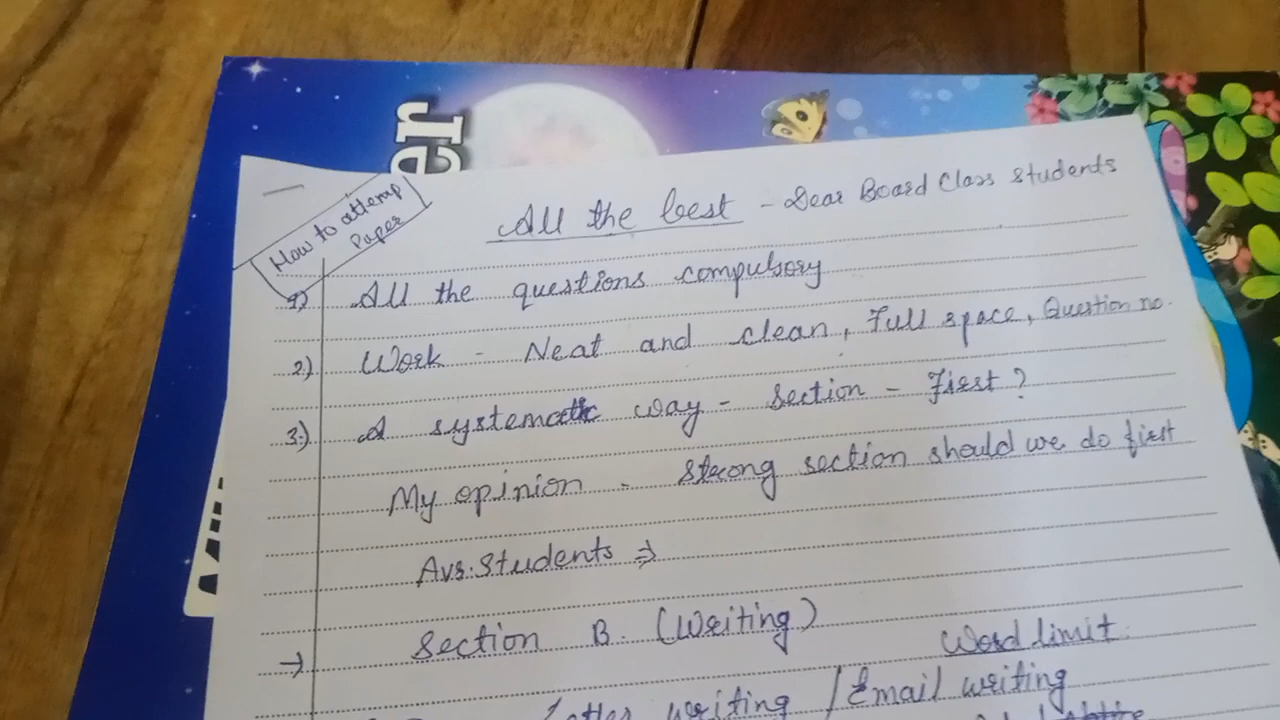 er
How to attemp
Paper
All the best - Dear Board Class students
1) All the questions compulsory
2) Work - Neat and clean, Full space, Question no.
3) A systematic way - Section - First?
My opinion - Strong section should we do first
Avg. Students ⇒
→ Section B. (Writing)
Word limit
writing / Email writing